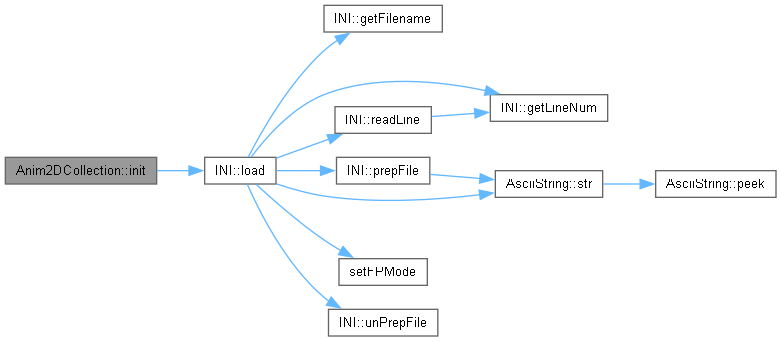 INI::getFilename
INI::getLineNum
INI::readLine
Anim2DCollection::init
INI::load
INI::prepFile
AsciiString::str
AsciiString::peek
setFPMode
INI::unPrepFile